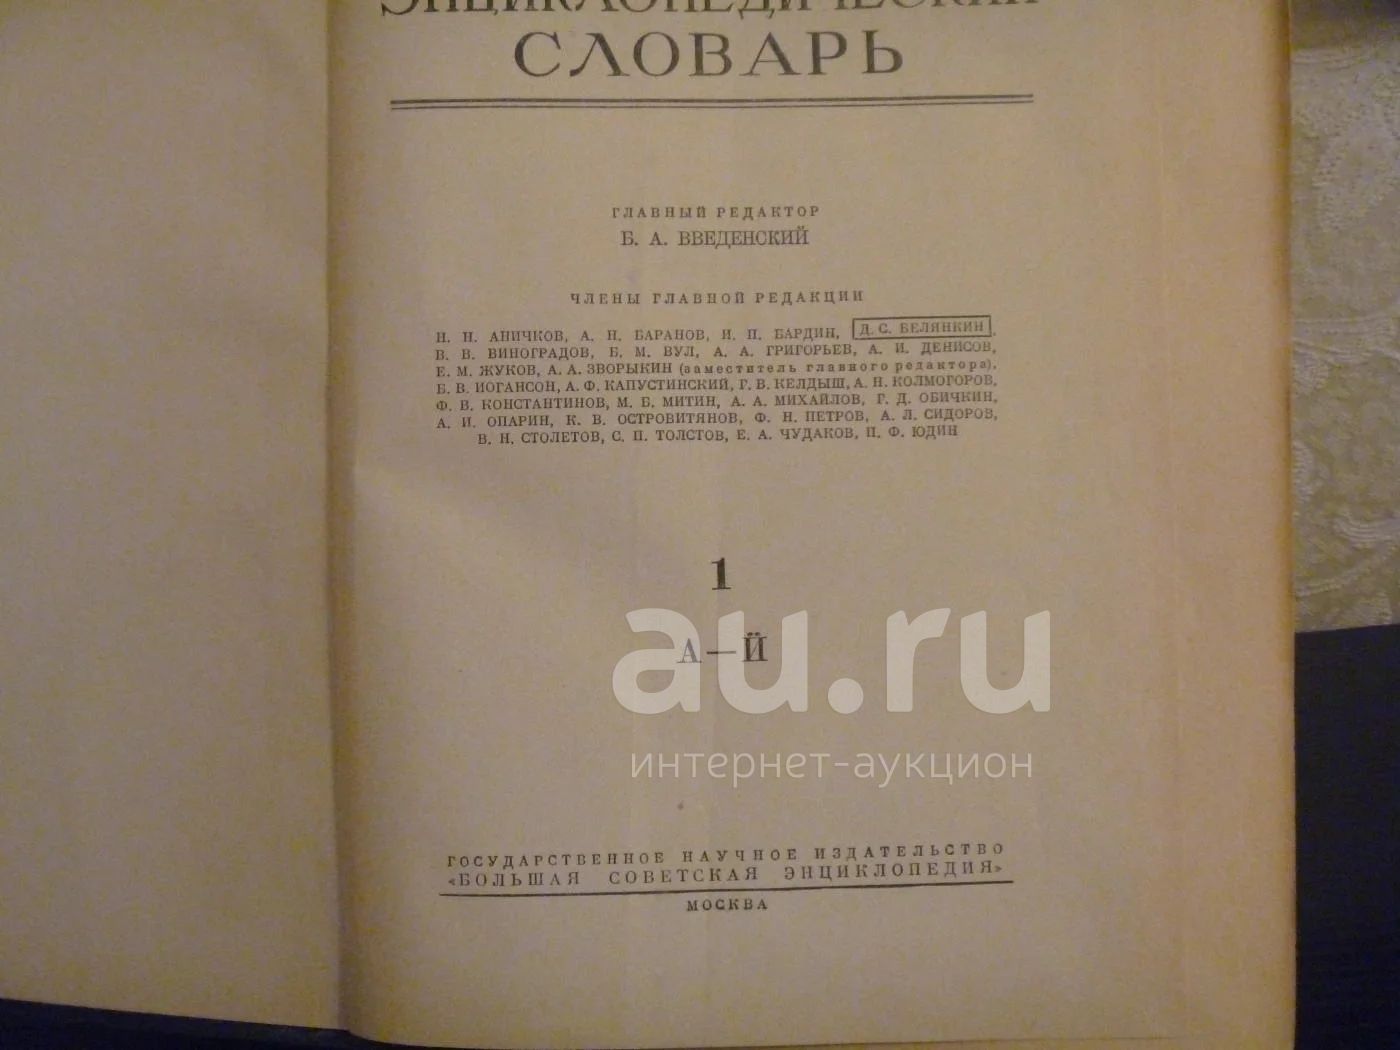 ЭНЦИКЛОПЕДИЧЕСКИЙ
СЛОВАРЬ
ГЛАВНЫЙ РЕДАКТОР
Б. А. ВВЕДЕНСКИЙ
ЧЛЕНЫ ГЛАВНОЙ РЕДАКЦИИ
Н. Н. АНИЧКОВ, А. Н. БАРАНОВ, И. П. БАРДИН, Д. С. БЕЛЯНКИН,
В. В. ВИНОГРАДОВ, Б. М. ВУЛ, А. А. ГРИГОРЬЕВ, А. И. ДЕНИСОВ,
Е. М. ЖУКОВ, А. А. ЗВОРЫКИН (заместитель главного редактора),
Б. В. ИОГАНСОН, А. Ф. КАПУСТИНСКИЙ, Г. В. КЕЛДЫШ, А. Н. КОЛМОГОРОВ,
Ф. В. КОНСТАНТИНОВ, М. Б. МИТИН, А. А. МИХАЙЛОВ, Г. Д. ОБИЧКИН,
А. И. ОПАРИН, К. В. ОСТРОВИТЯНОВ, Ф. Н. ПЕТРОВ, А. Л. СИДОРОВ,
В. Н. СТОЛЕТОВ, С. П. ТОЛСТОВ, Е. А. ЧУДАКОВ, П. Ф. ЮДИН
1
А—Й
au.ru
интернет-аукцион
ГОСУДАРСТВЕННОЕ НАУЧНОЕ ИЗДАТЕЛЬСТВО
«БОЛЬШАЯ СОВЕТСКАЯ ЭНЦИКЛОПЕДИЯ»
МОСКВА